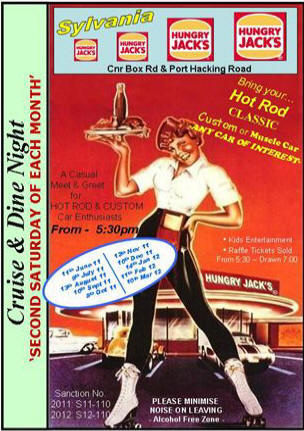 Sylvania
HUNGRY JACK'S
HUNGRY JACK'S
HUNGRY JACK'S
HUNGRY JACK'S
Cnr Box Rd & Port Hacking Road
Cruise & Dine Night
'SECOND SATURDAY OF EACH MONTH'
Bring your...
Hot Rod
CLASSIC
Custom or Muscle Car
ANY CAR OF INTEREST
A Casual
Meet & Greet
for
HOT ROD & CUSTOM
Car Enthusiasts
From - 5:30pm
11th June 11
9th July 11
13th August 11
10th Sept 11
8th Oct 11
12th Nov 11
10th Dec 11
14th Jan 12
11th Feb 12
10th Mar 12
• Kids Entertainment
• Raffle Tickets Sold
From 5:30 – Drawn 7.00
HUNGRY JACK'S
Sanction No.
2011: S11-110
2012: S12-110
PLEASE MINIMISE
NOISE ON LEAVING
- Alcohol Free Zone -